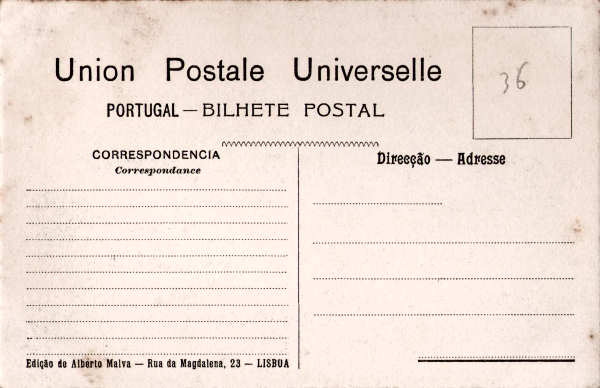 Union Postale Universelle
36
PORTUGAL — BILHETE POSTAL
CORRESPONDENCIA
Correspondance
Direcção — Adresse
Edição de Alberto Malva — Rua da Magdalena, 23 — LISBOA